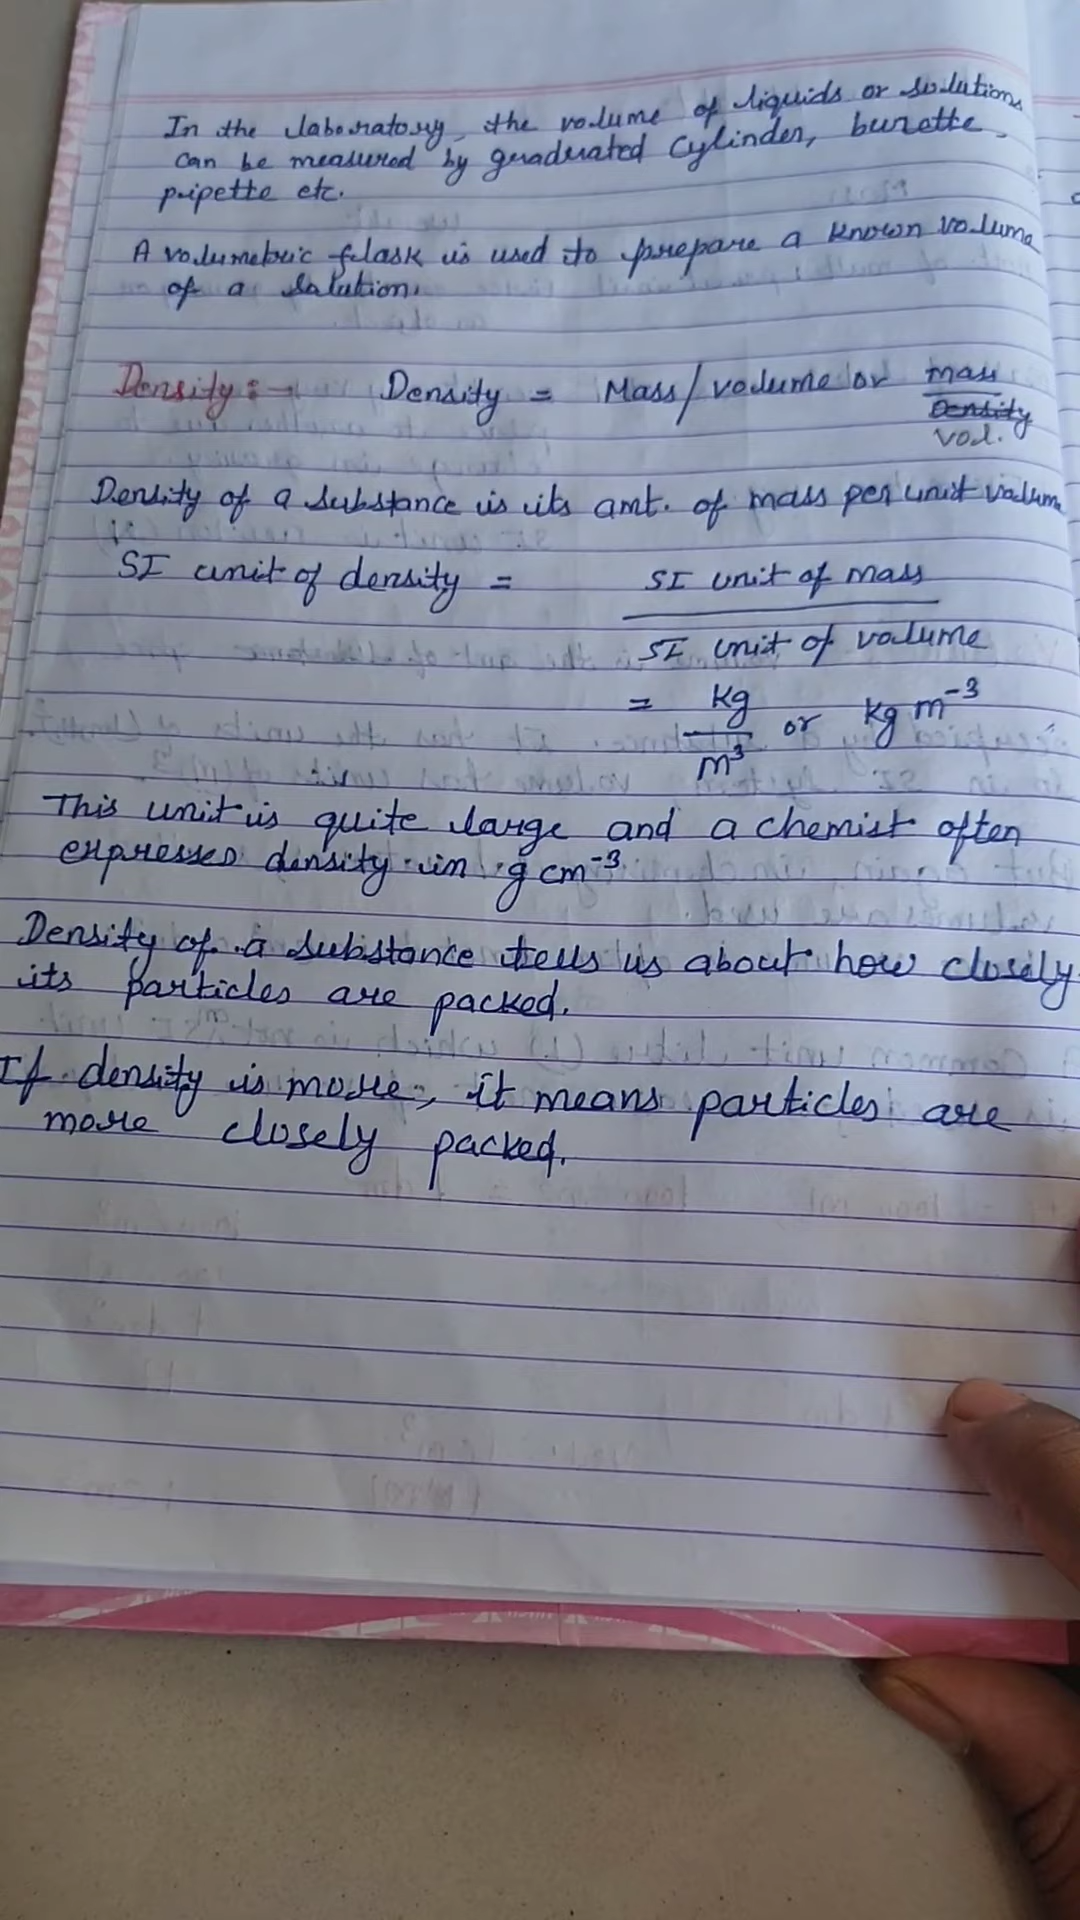 In the laboratory, the volume of liquids or solutions
can be measured by graduated cylinder, burette,
pipette etc.
A volumetric flask is used to prepare a known volume
of a solution.
Density :→ Density = Mass/volume or mass
Density
vol.
Density of a substance is its amt. of mass per unit volume
SI unit of density = SI unit of mass
SI unit of volume
= kg
m³ or kg m⁻³
This unit is quite large and a chemist often
expresses density in g cm⁻³
Density of a substance tells us about how closely
its particles are packed.
If density is more, it means particles are
more closely packed.